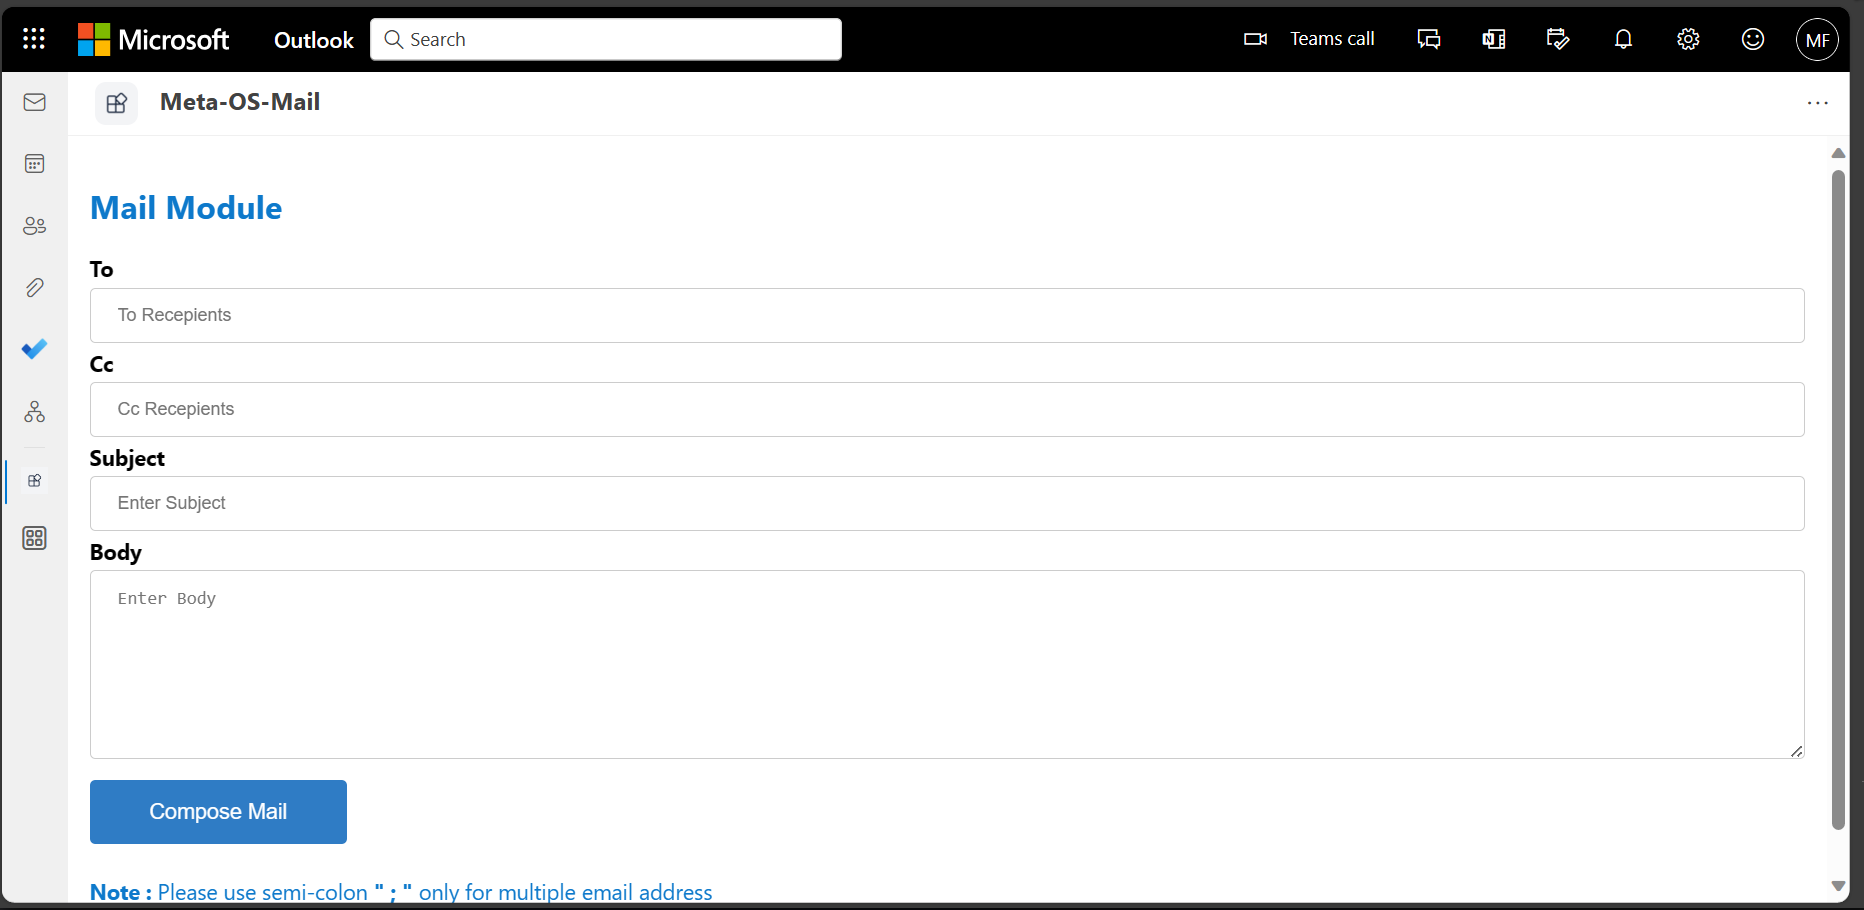 Microsoft Outlook Search Teams call MF
Meta-OS-Mail
Mail Module
To
To Recepients
Cc
Cc Recepients
Subject
Enter Subject
Body
Enter Body
Compose Mail
Note : Please use semi-colon " ; " only for multiple email address